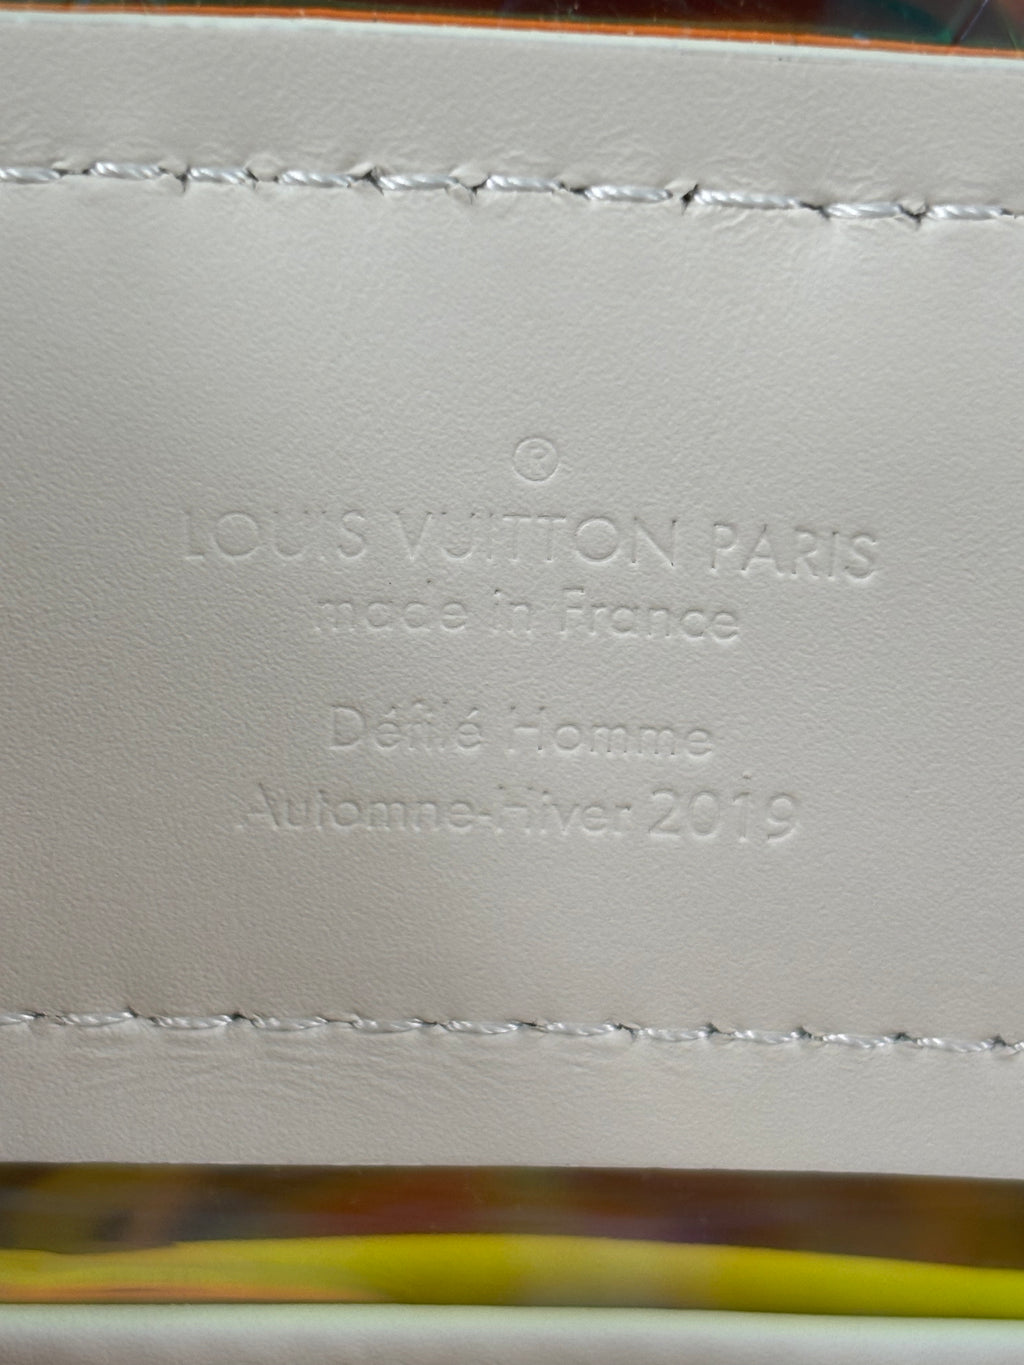 ®
LOUIS VUITTON PARIS
made in France
Défilé Homme
Automne-Hiver 2019